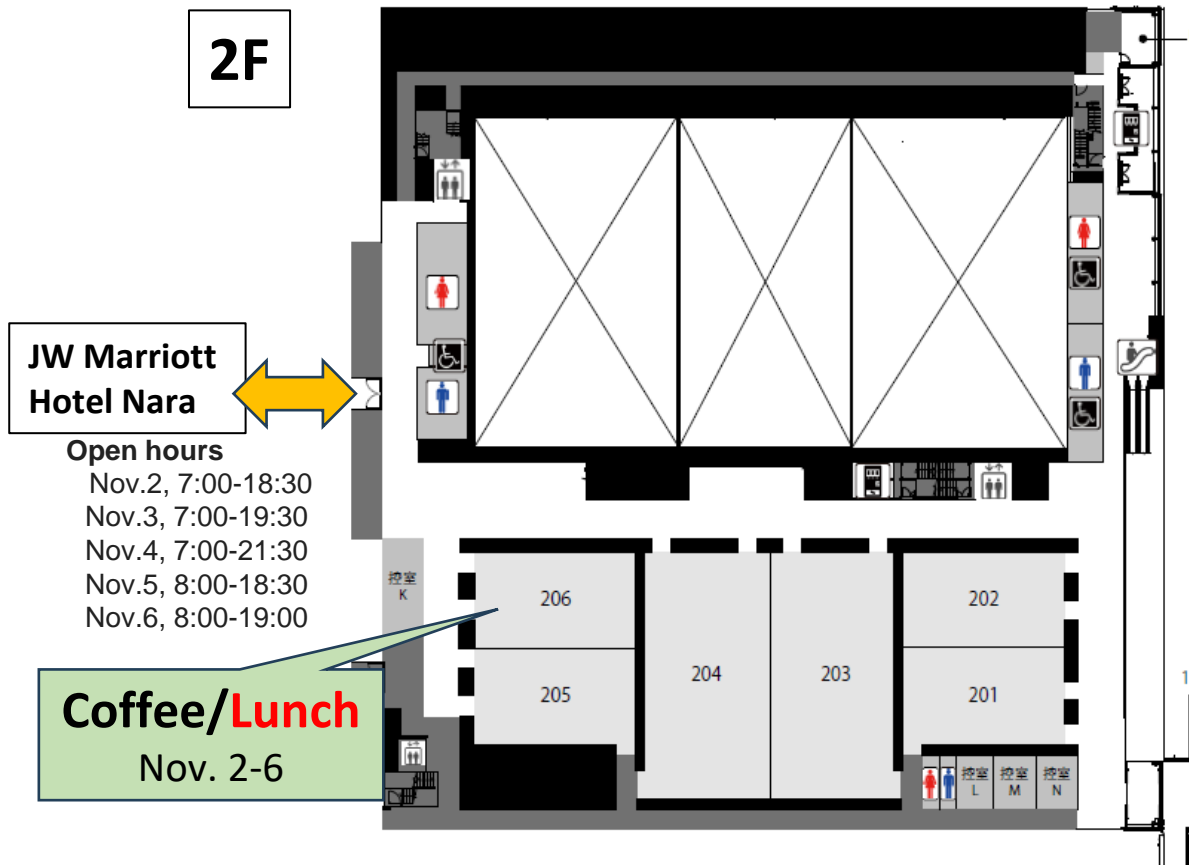 2F
JW Marriott
Hotel Nara
Open hours
Nov.2, 7:00-18:30
Nov.3, 7:00-19:30
Nov.4, 7:00-21:30
Nov.5, 8:00-18:30
Nov.6, 8:00-19:00
控室
K
206
202
205
204
203
201
Coffee/Lunch
Nov. 2-6
控室
L
控室
M
控室
N
1